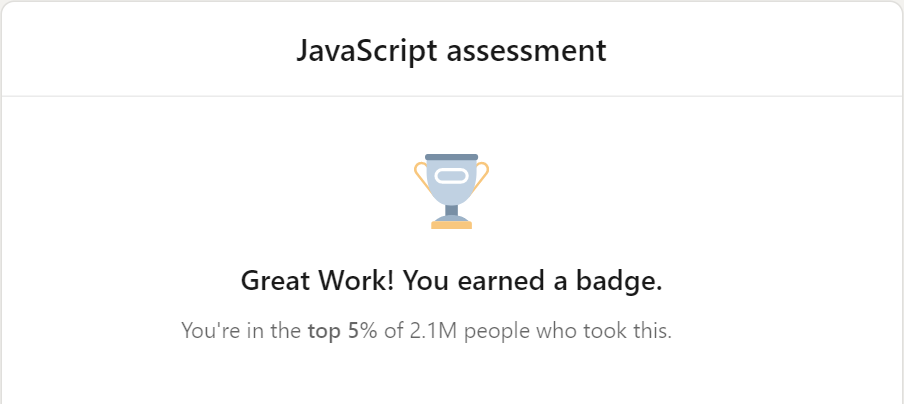 JavaScript assessment
Great Work! You earned a badge.
You're in the top 5% of 2.1M people who took this.